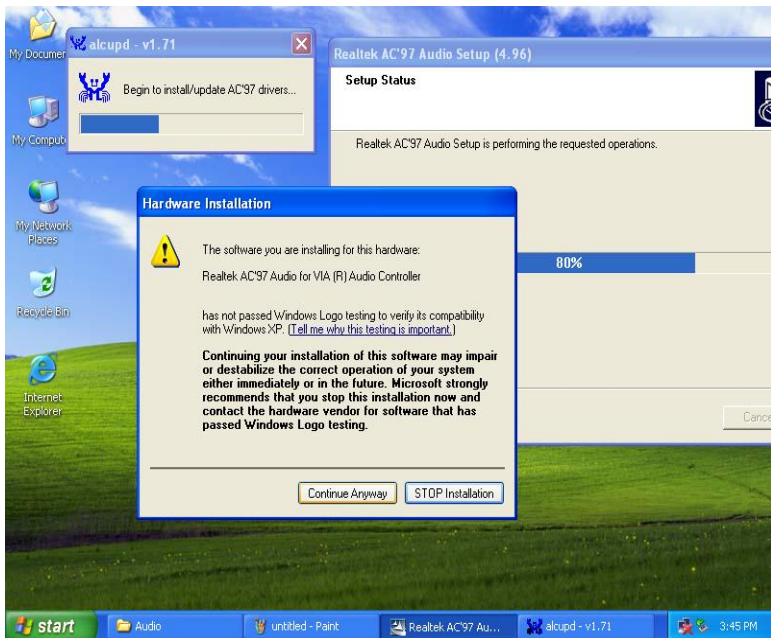 My Documen
alcupd - v1.71
Begin to install/update AC'97 drivers...
Realtek AC'97 Audio Setup (4.96)
Setup Status
Realtek AC'97 Audio Setup is performing the requested operations.
80%
Cance
My Comput
My Network
Places
Recycle Bin
Internet
Explorer
Hardware Installation
The software you are installing for this hardware:
Realtek AC'97 Audio for VIA (R) Audio Controller
has not passed Windows Logo testing to verify its compatibility
with Windows XP. (Tell me why this testing is important.)
Continuing your installation of this software may impair
or destabilize the correct operation of your system
either immediately or in the future. Microsoft strongly
recommends that you stop this installation now and
contact the hardware vendor for software that has
passed Windows Logo testing.
Continue Anyway
STOP Installation
start
Audio
untitled - Paint
Realtek AC'97 Au...
alcupd - v1.71
3:45 PM